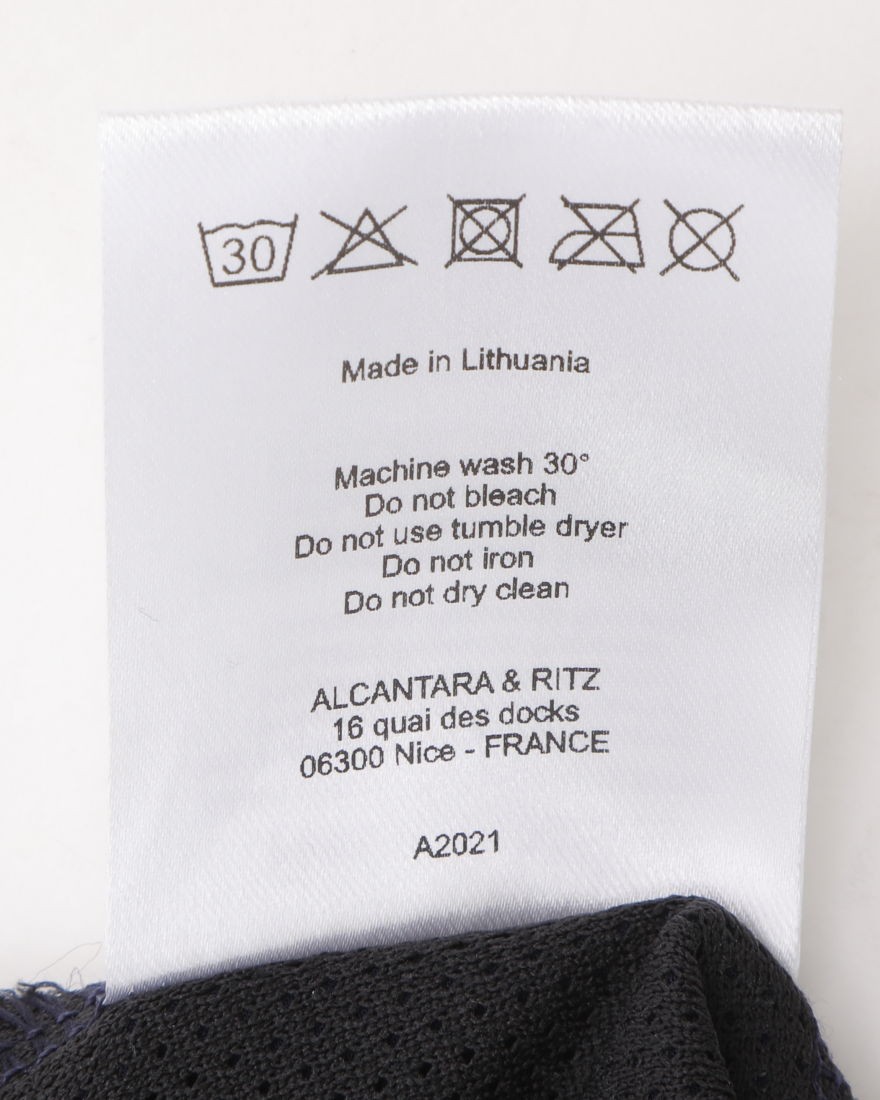 30
Made in Lithuania
Machine wash 30°
Do not bleach
Do not use tumble dryer
Do not iron
Do not dry clean
ALCANTARA & RITZ
16 quai des docks
06300 Nice - FRANCE
A2021